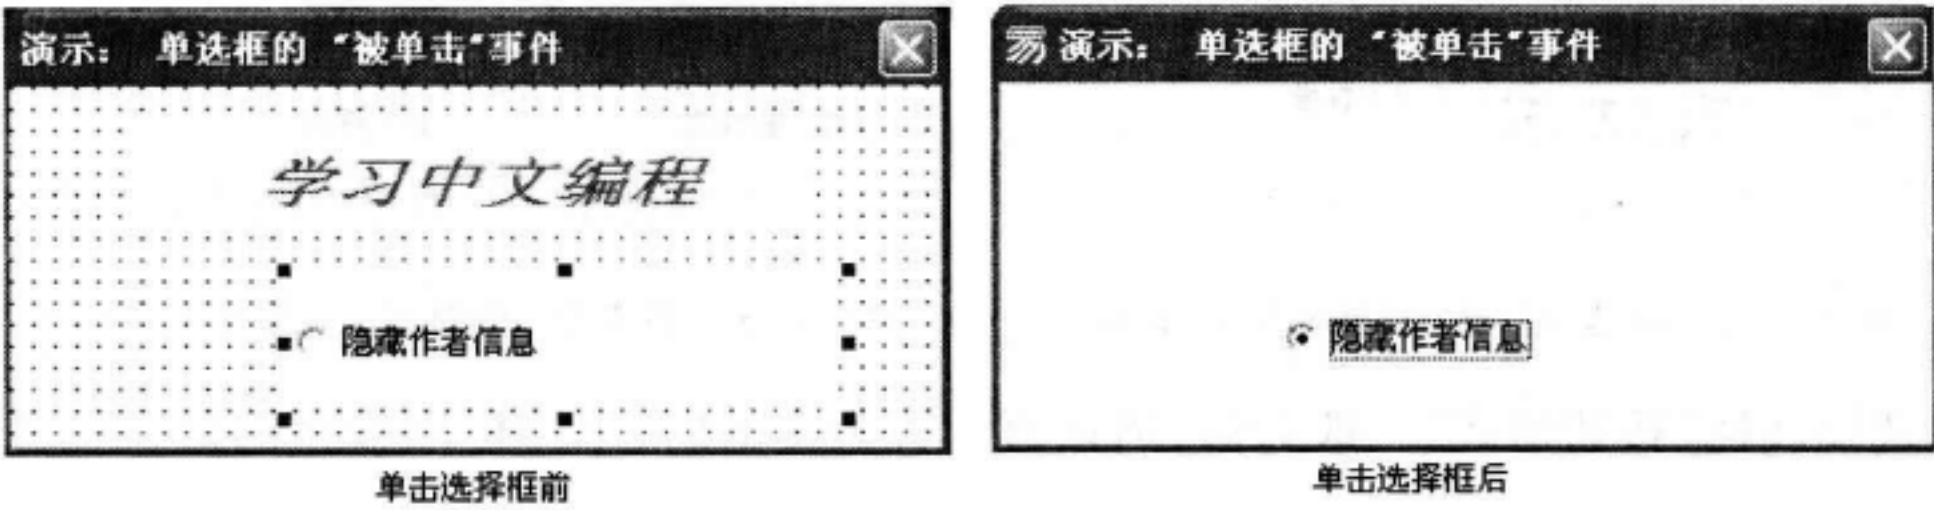 演示： 单选框的 “被单击”事件
学习中文编程
隐藏作者信息
单击选择框前
易 演示： 单选框的 “被单击”事件
隐藏作者信息
单击选择框后